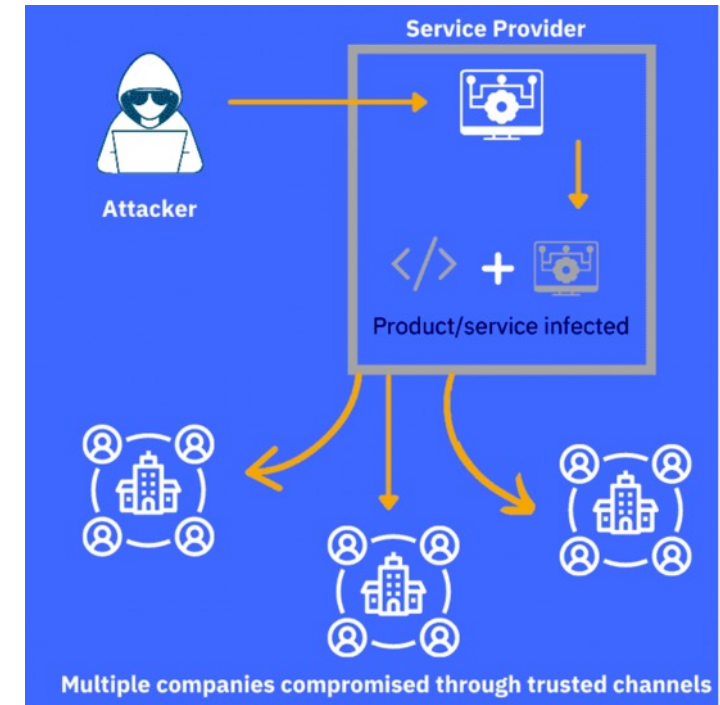 Service Provider
Attacker
</> +
Product/service infected
Multiple companies compromised through trusted channels